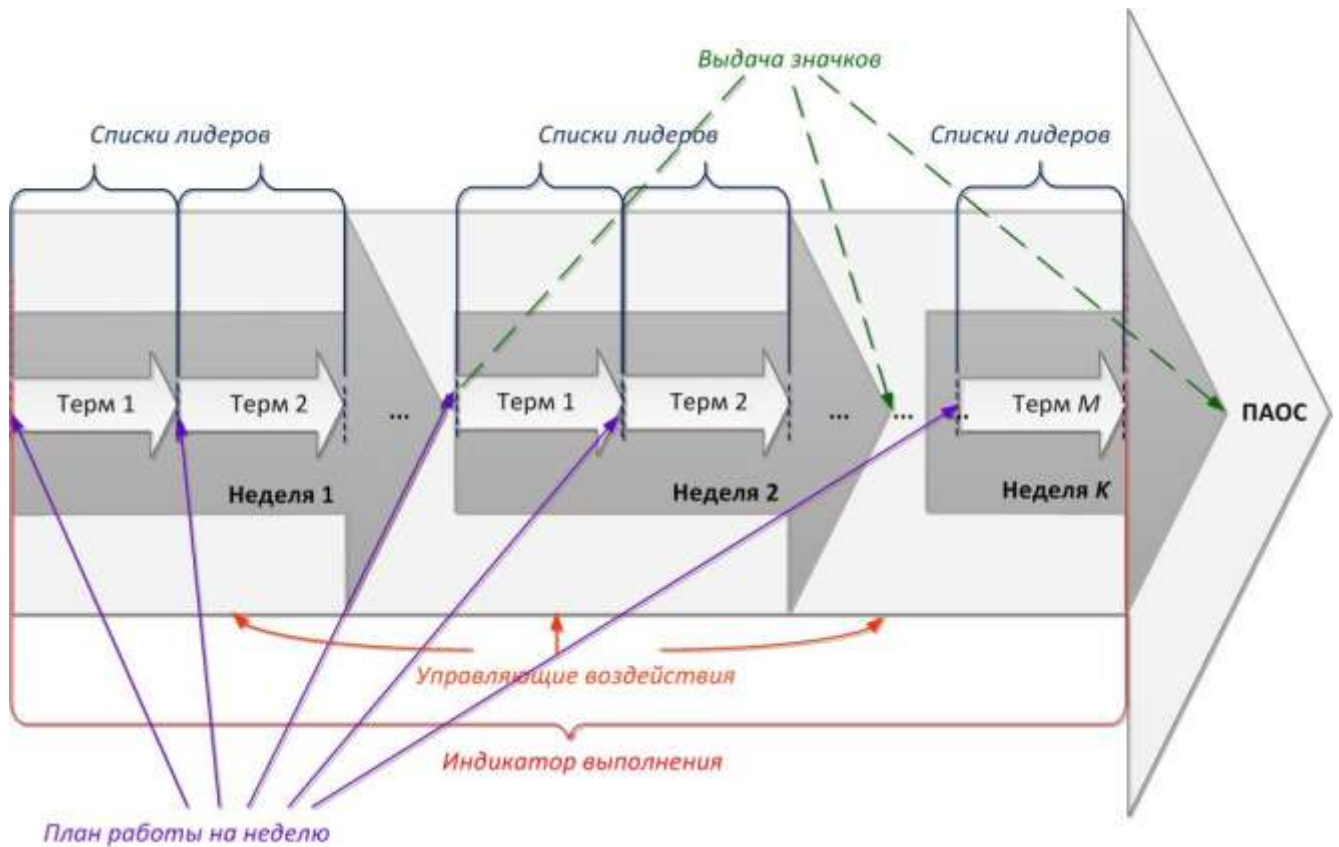 Выдача значков
Списки лидеров
Списки лидеров
Списки лидеров
Терм 1
Терм 2
...
Терм 1
Терм 2
...
...
..
Терм M
ПАОС
Неделя 1
Неделя 2
Неделя K
Управляющие воздействия
Индикатор выполнения
План работы на неделю